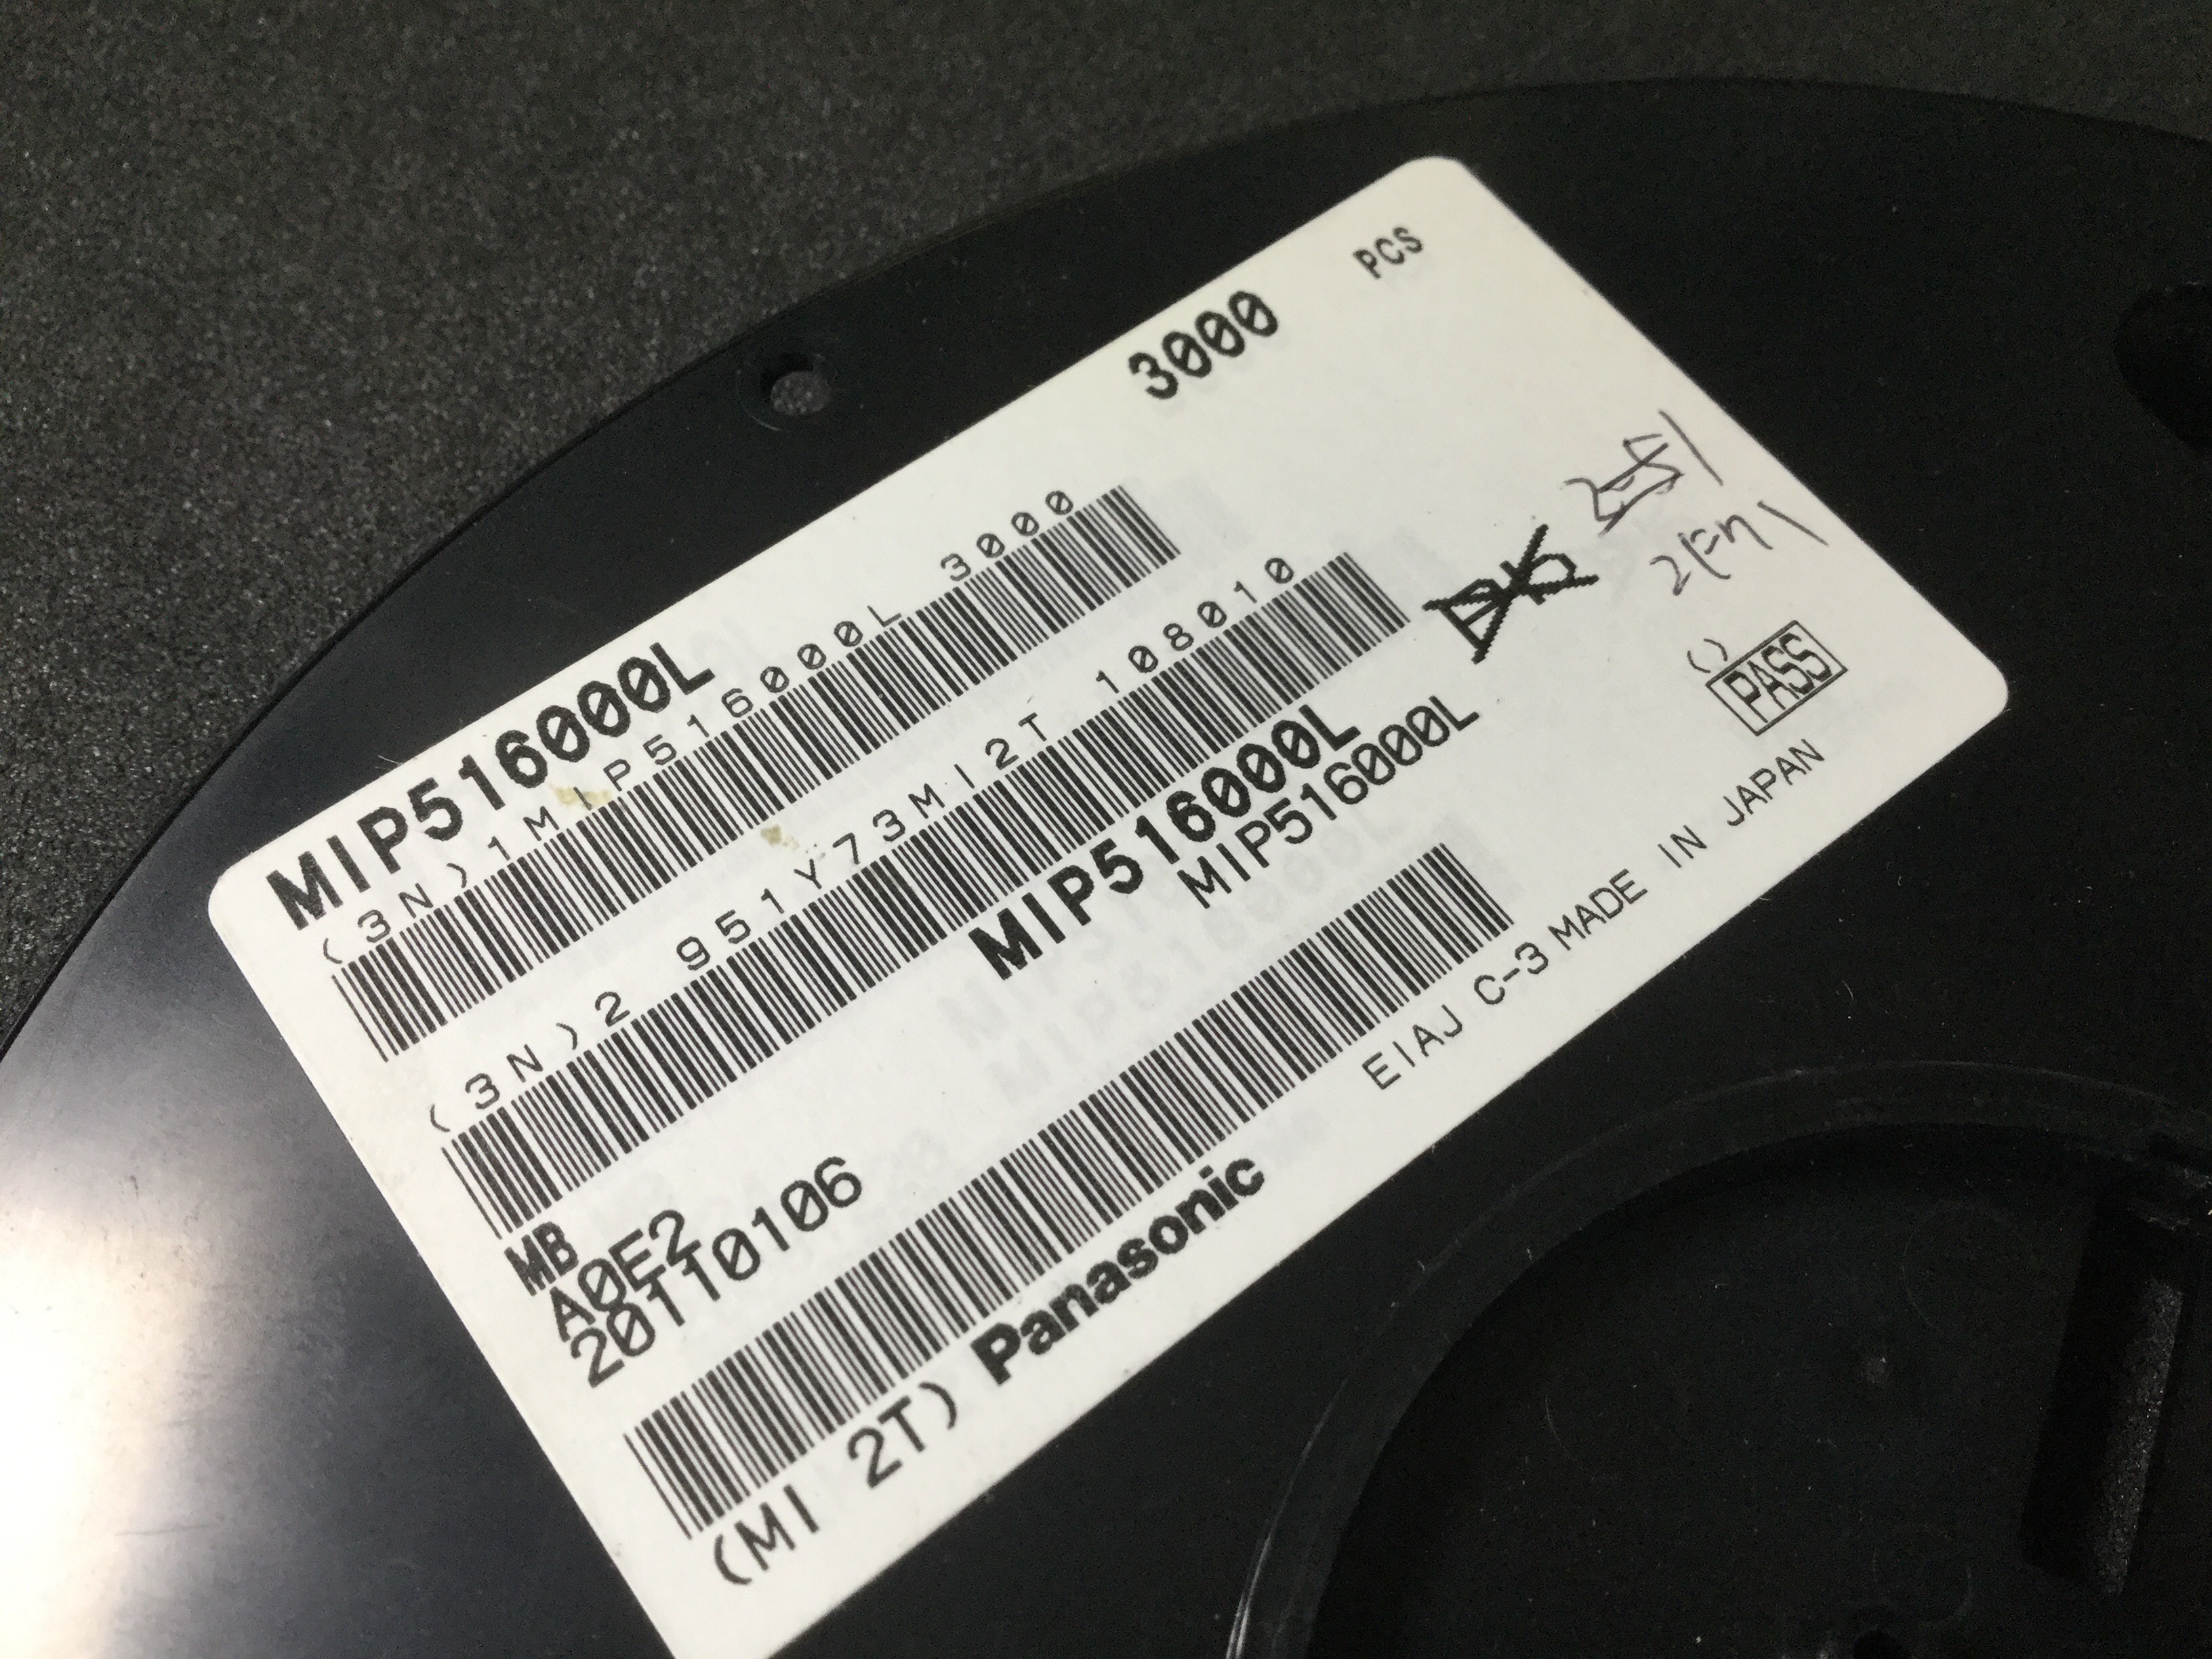 MIP516000L 3000 PCS
(3N)1MIP516000L 3000
(3N)2 951Y73MI2T 108010
MIP516000L
MIP516000L
MB
A0E2
20110106
()
PASS
(MI 2T) Panasonic EIAJ C-3 MADE IN JAPAN